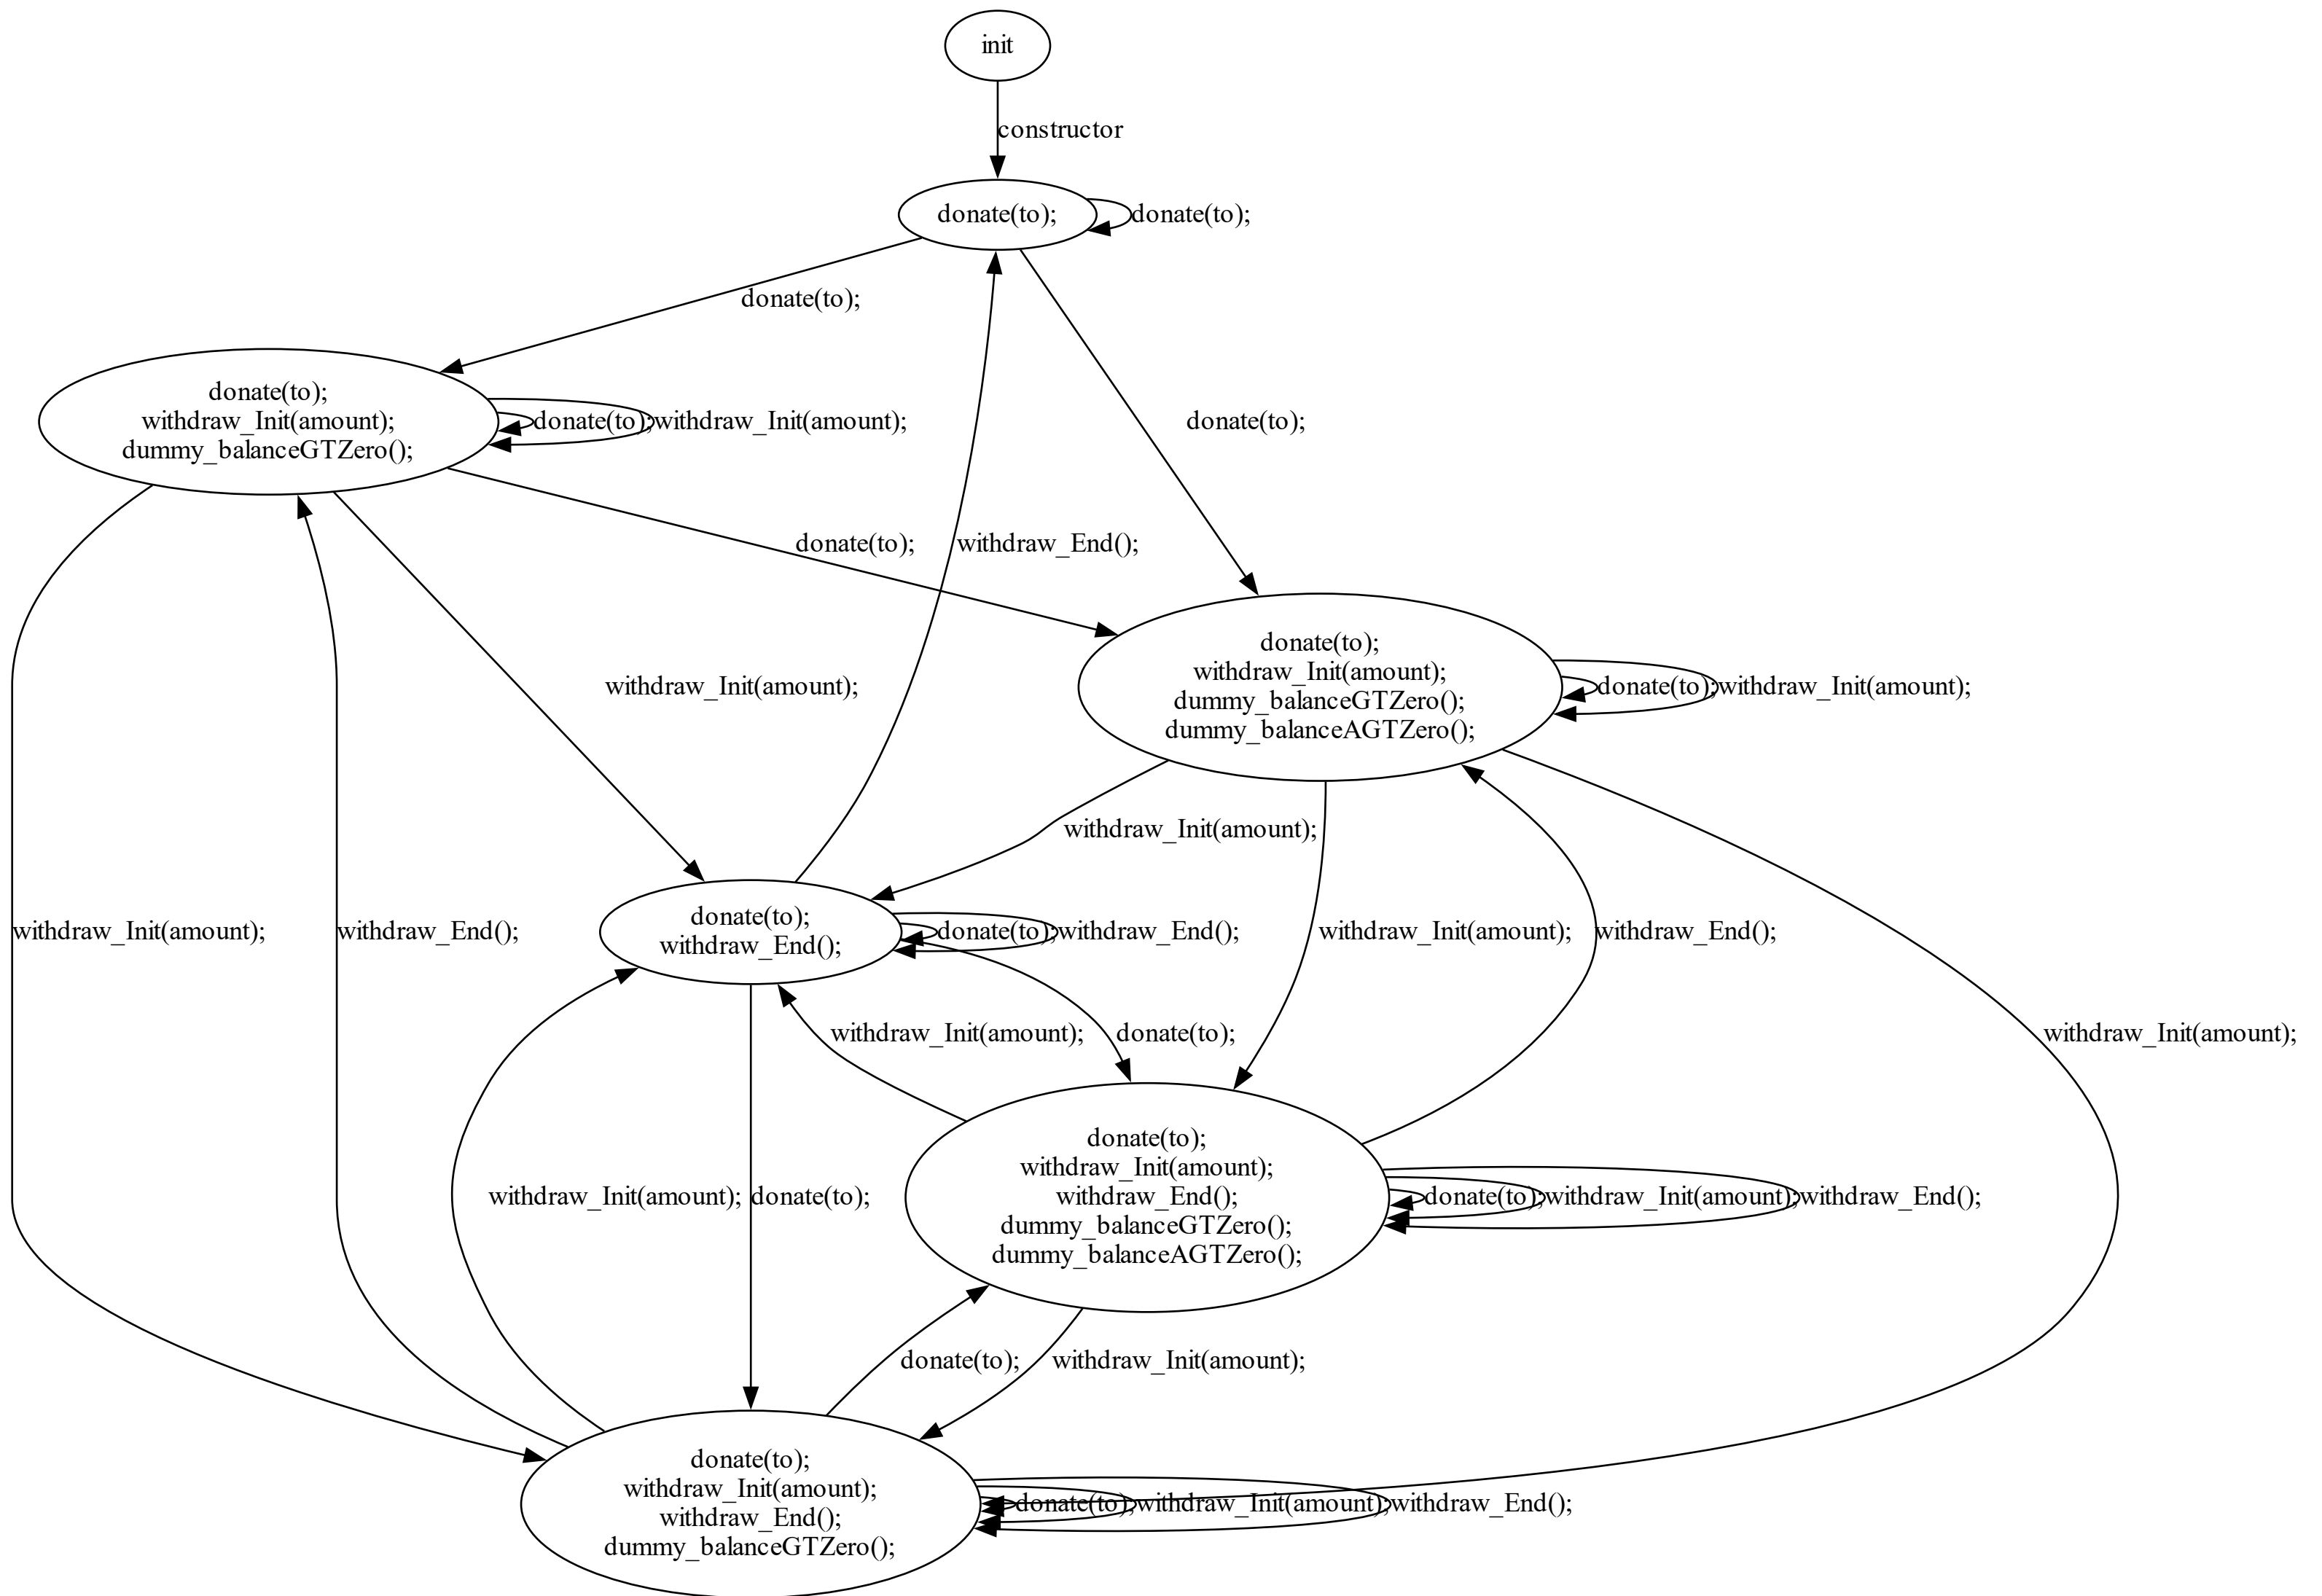 init
constructor
donate(to);
donate(to);
donate(to);
donate(to);
withdraw_Init(amount);
dummy_balanceGTZero();
donate(to);
withdraw_Init(amount);
donate(to);
donate(to);
withdraw_End();
donate(to);
withdraw_Init(amount);
dummy_balanceGTZero();
dummy_balanceAGTZero();
withdraw_Init(amount);
donate(to);
withdraw_Init(amount);
withdraw_Init(amount);
withdraw_Init(amount);
withdraw_End();
donate(to);
withdraw_End();
donate(to);
withdraw_End();
withdraw_Init(amount);
withdraw_End();
withdraw_Init(amount);
donate(to);
withdraw_Init(amount);
withdraw_Init(amount);
donate(to);
donate(to);
withdraw_Init(amount);
withdraw_End();
dummy_balanceGTZero();
dummy_balanceAGTZero();
donate(to);
withdraw_Init(amount);
withdraw_End();
donate(to);
withdraw_Init(amount);
donate(to);
withdraw_Init(amount);
withdraw_End();
dummy_balanceGTZero();
donate(to);
withdraw_Init(amount);
withdraw_End();